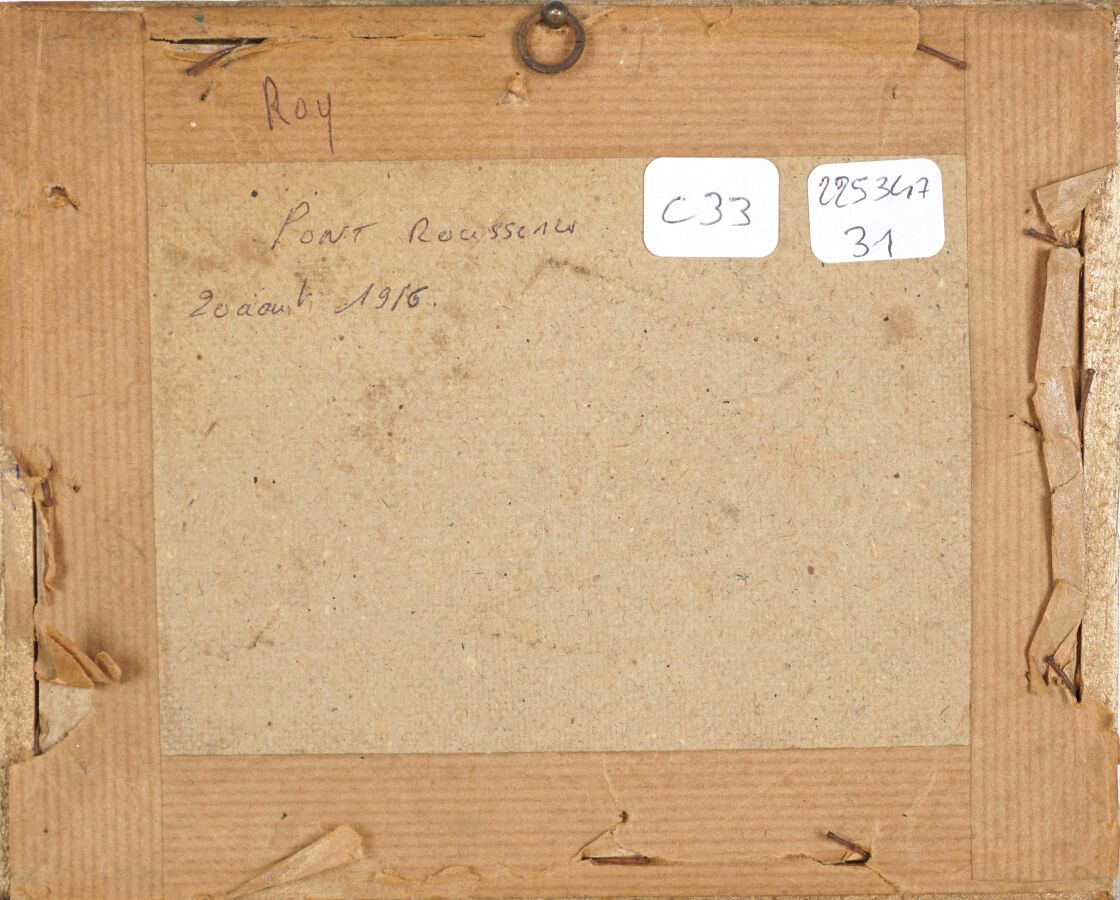 Roy
C33
225347
31
Pont Rousseau
20 août 1916